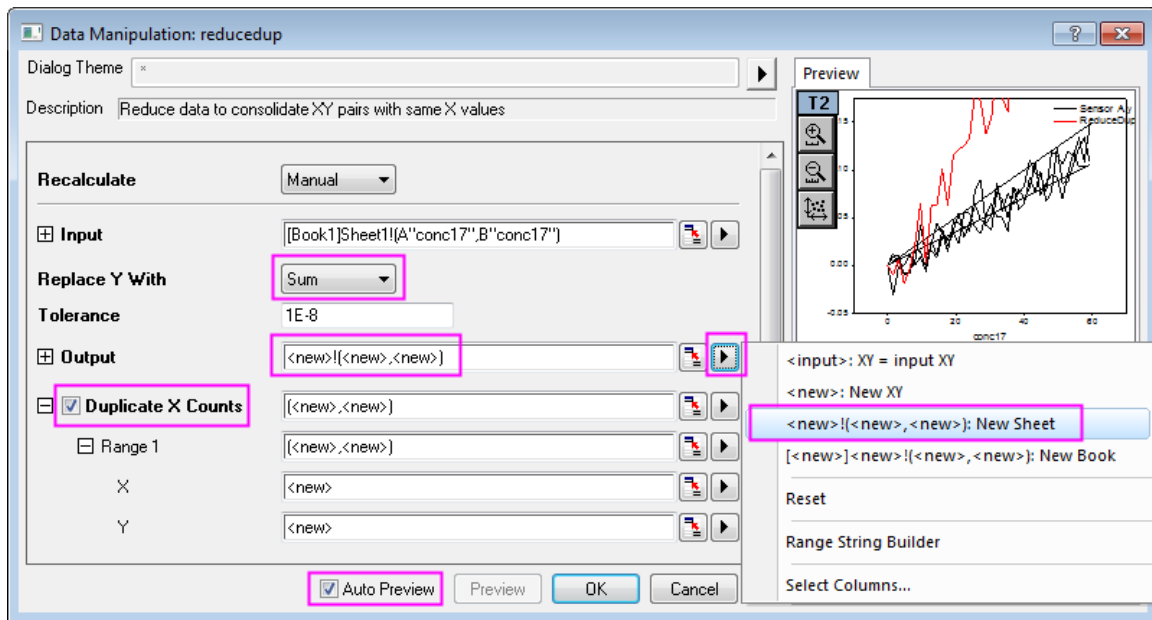 Data Manipulation: reducedup
Dialog Theme *
Description Reduce data to consolidate XY pairs with same X values
Recalculate Manual
Input [Book1]Sheet1!(A"conc17",B"conc17")
Replace Y With Sum
Tolerance 1E-8
Output <new>!(<new>,<new>)
Duplicate X Counts (<new>,<new>)
Range 1 (<new>,<new>)
X <new>
Y <new>
Auto Preview Preview OK Cancel
Preview
T2
ReduceDup
0.00
-0.05
0 20 40 60
conc17
<input>: XY = input XY
<new>: New XY
<new>!(<new>,<new>): New Sheet
[<new>]<new>!(<new>,<new>): New Book
Reset
Range String Builder
Select Columns...